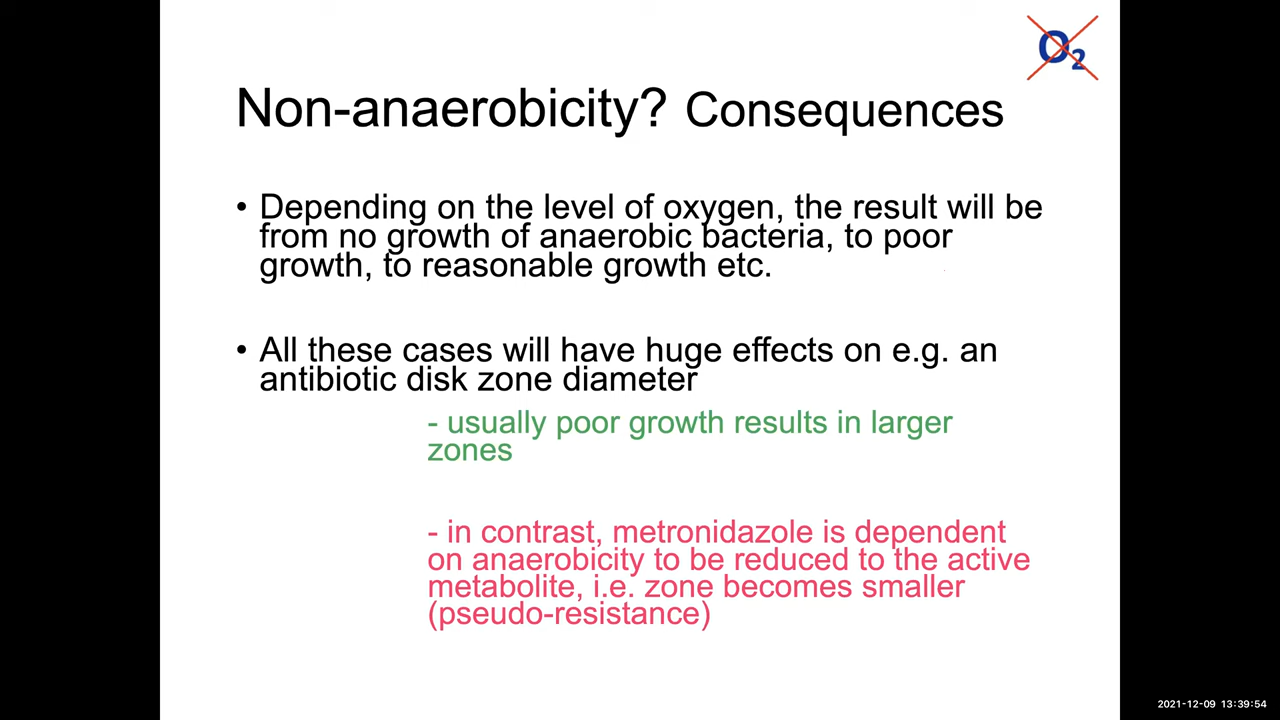 O2
Non-anaerobicity? Consequences
• Depending on the level of oxygen, the result will be
from no growth of anaerobic bacteria, to poor
growth, to reasonable growth etc.
• All these cases will have huge effects on e.g. an
antibiotic disk zone diameter
- usually poor growth results in larger
zones
- in contrast, metronidazole is dependent
on anaerobicity to be reduced to the active
metabolite, i.e. zone becomes smaller
(pseudo-resistance)
2021-12-09 13:39:54